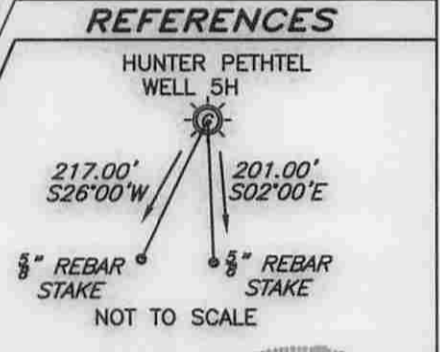 REFERENCES
HUNTER PETHTEL
WELL 5H
217.00'
S26°00'W
201.00'
S02°00'E
5/8" REBAR
STAKE
5/8" REBAR
STAKE
NOT TO SCALE